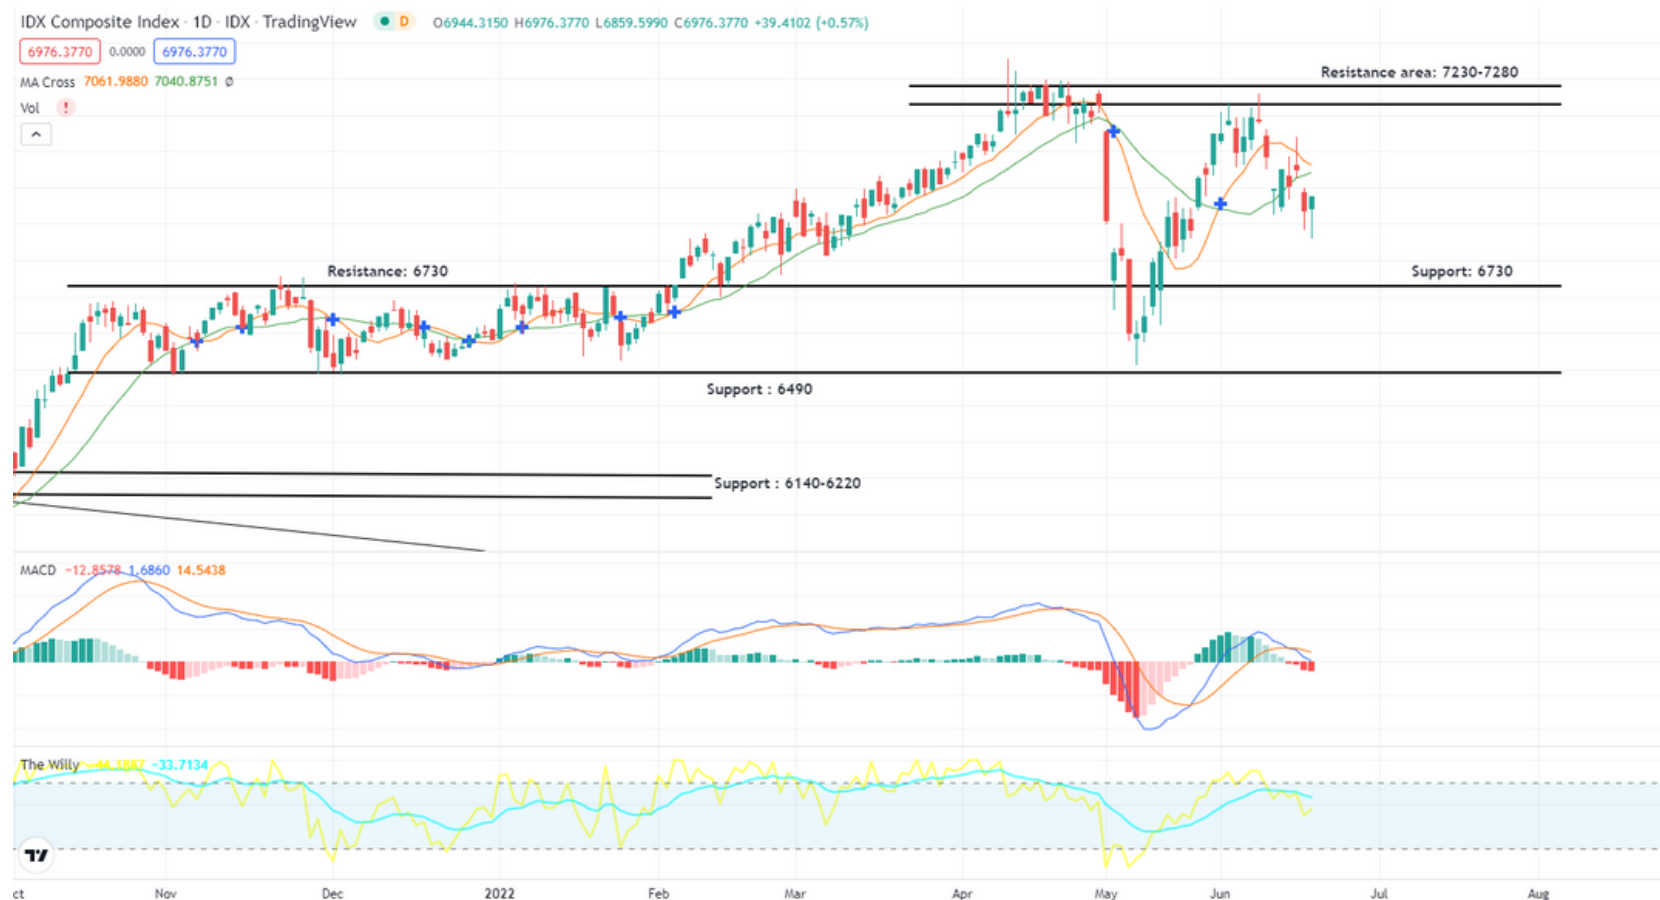 IDX Composite Index · 1D · IDX · TradingView D O6944.3150 H6976.3770 L6859.5990 C6976.3770 +39.4102 (+0.57%)
6976.3770 0.0000 6976.3770
MA Cross 7061.9880 7040.8751 Ø
Vol !
Resistance area: 7230-7280
Resistance: 6730
Support: 6730
Support : 6490
Support : 6140-6220
MACD −12.8578 1.6860 14.5438
The Willy −33.7134
ct Nov Dec 2022 Feb Mar Apr May Jun Jul Aug